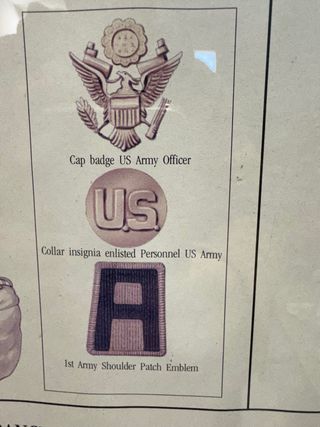 Cap badge US Army Officer
U.S.
Collar insignia enlisted Personnel US Army
A
1st Army Shoulder Patch Emblem